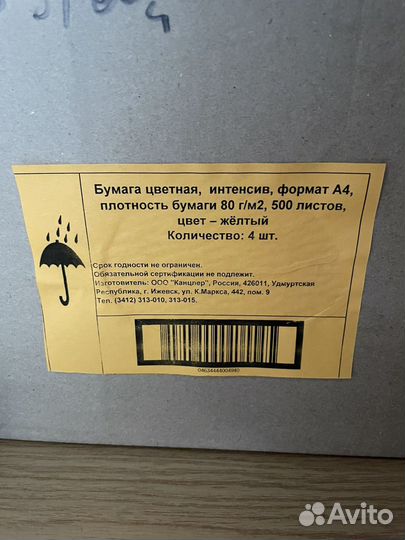 Бумага цветная, интенсив, формат А4,
плотность бумаги 80 г/м2, 500 листов,
цвет – жёлтый
Количество: 4 шт.
Срок годности не ограничен.
Обязательной сертификации не подлежит.
Изготовитель: ООО "Канцлер", Россия, 426011, Удмуртская
Республика, г. Ижевск, ул. К.Маркса, 442, пом. 9
Тел. (3412) 313-010, 313-015.
04634444004940
Avito